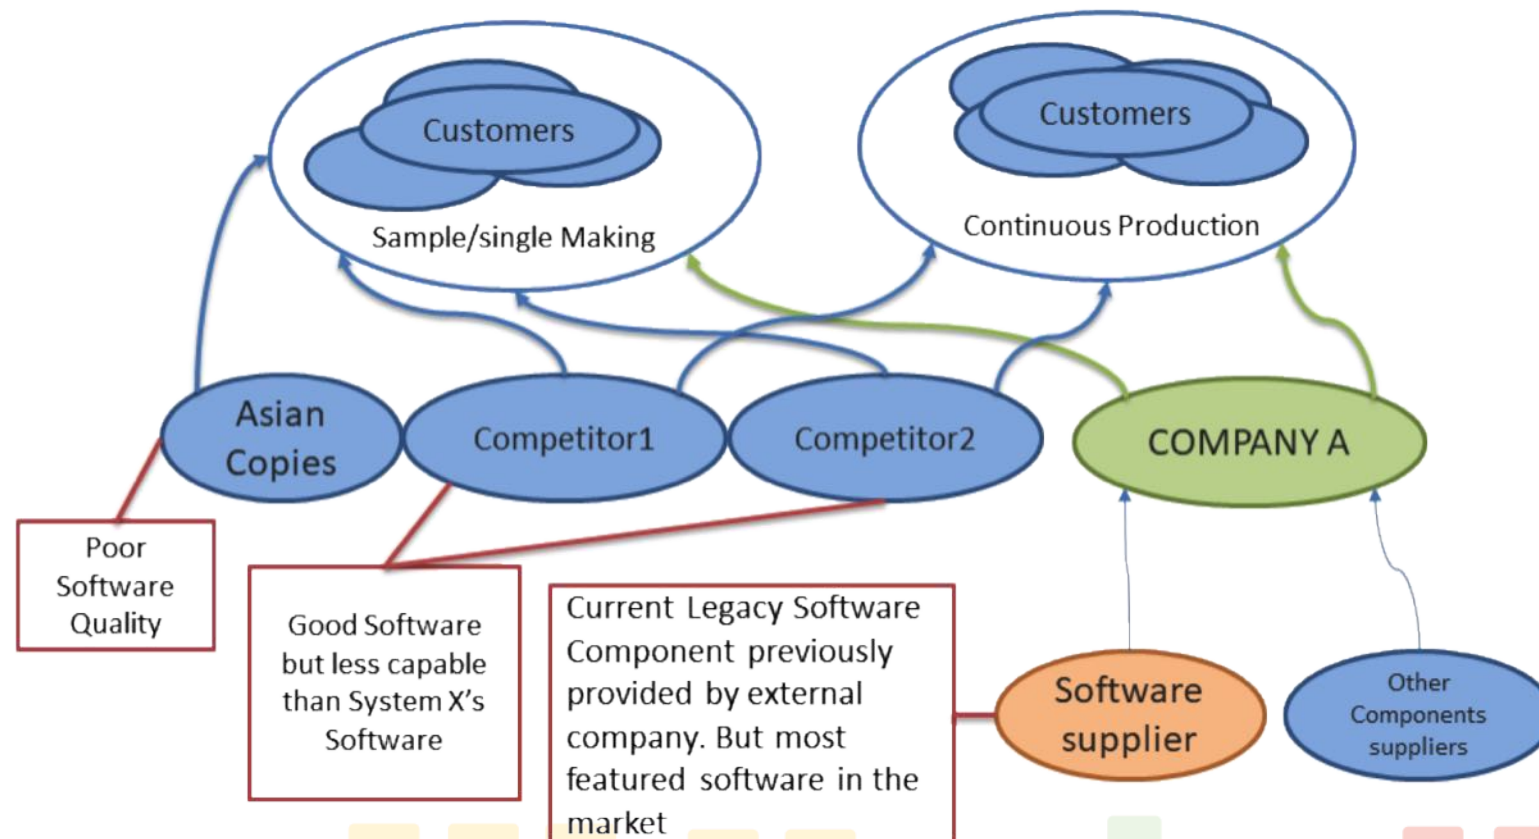 Customers
Sample/single Making
Customers
Continuous Production
Asian
Copies
Competitor1
Competitor2
COMPANY A
Poor
Software
Quality
Good Software
but less capable
than System X's
Software
Current Legacy Software
Component previously
provided by external
company. But most
featured software in the
market
Software
supplier
Other
Components
suppliers